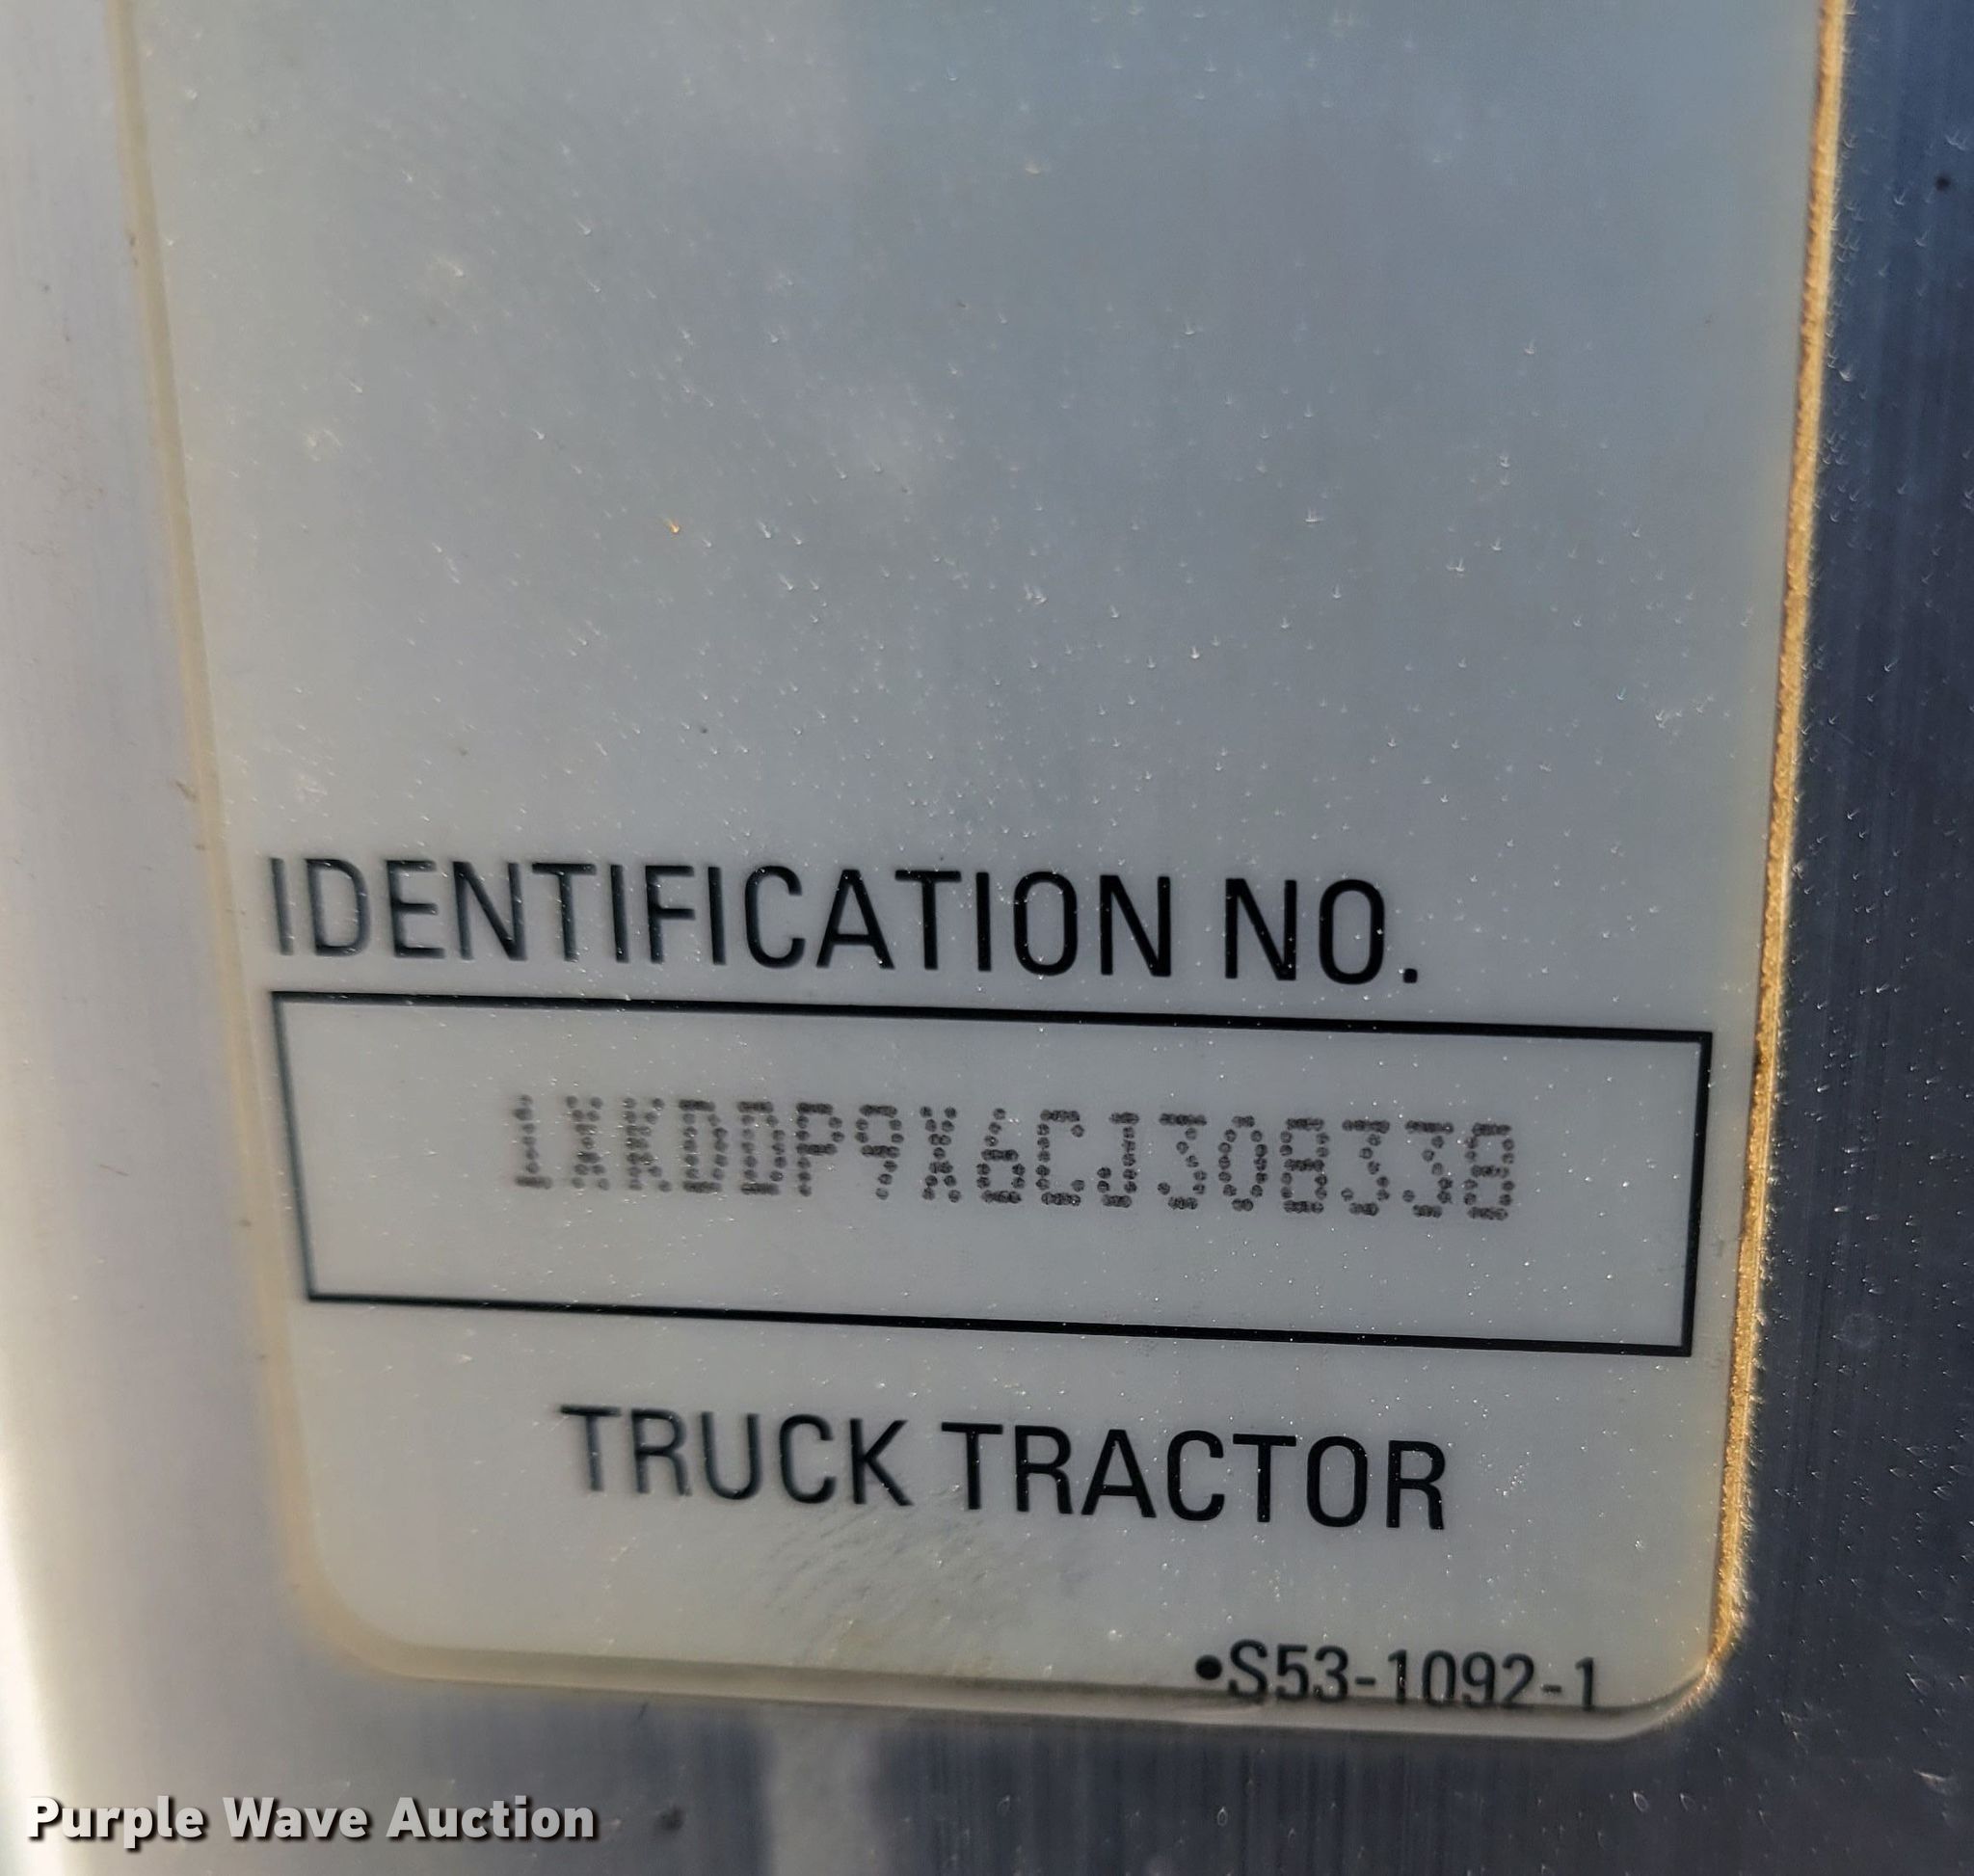 IDENTIFICATION NO.
1XKDDP9X6CJ308338
TRUCK TRACTOR
•S53-1092-1
Purple Wave Auction